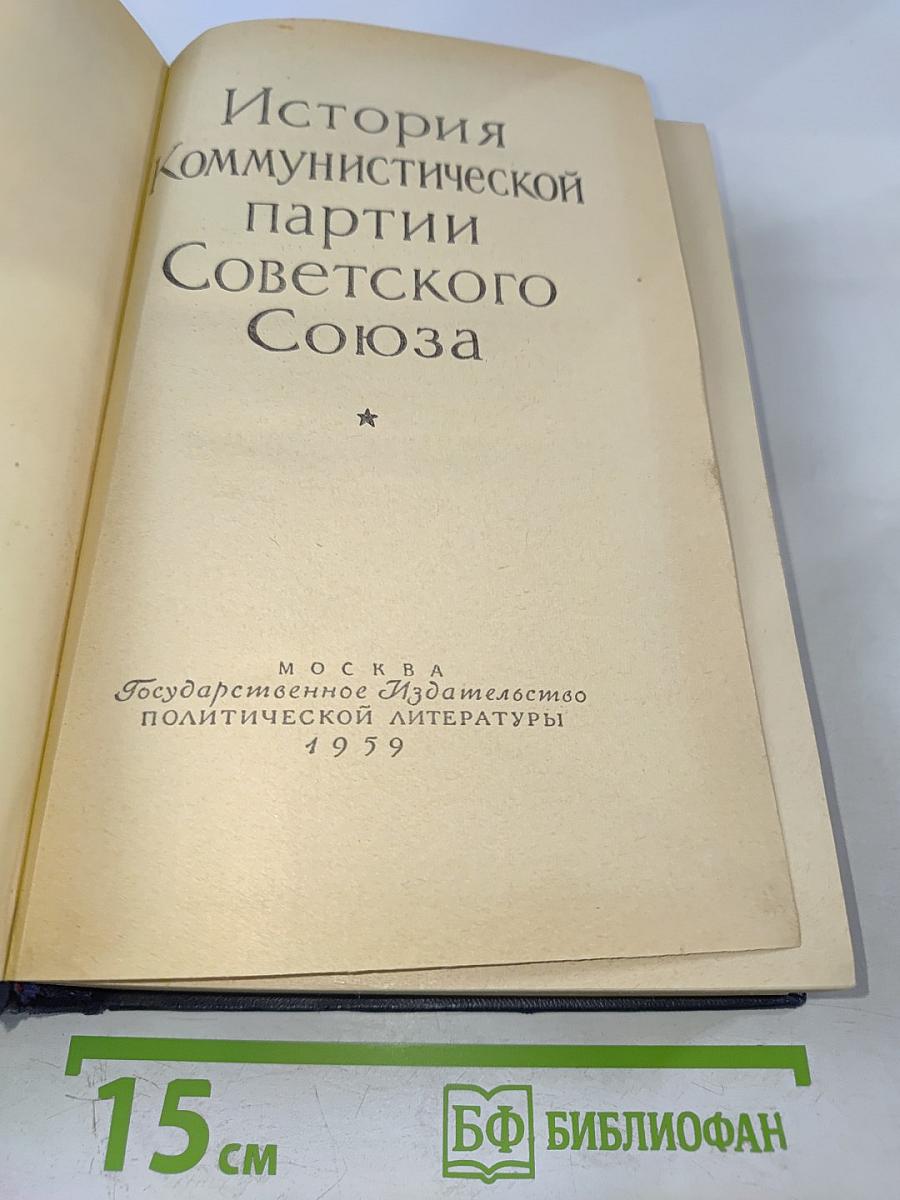 История
Коммунистической
партии
Советского
Союза
МОСКВА
Государственное Издательство
ПОЛИТИЧЕСКОЙ ЛИТЕРАТУРЫ
1959
15 см
БФ БИБЛИОФАН